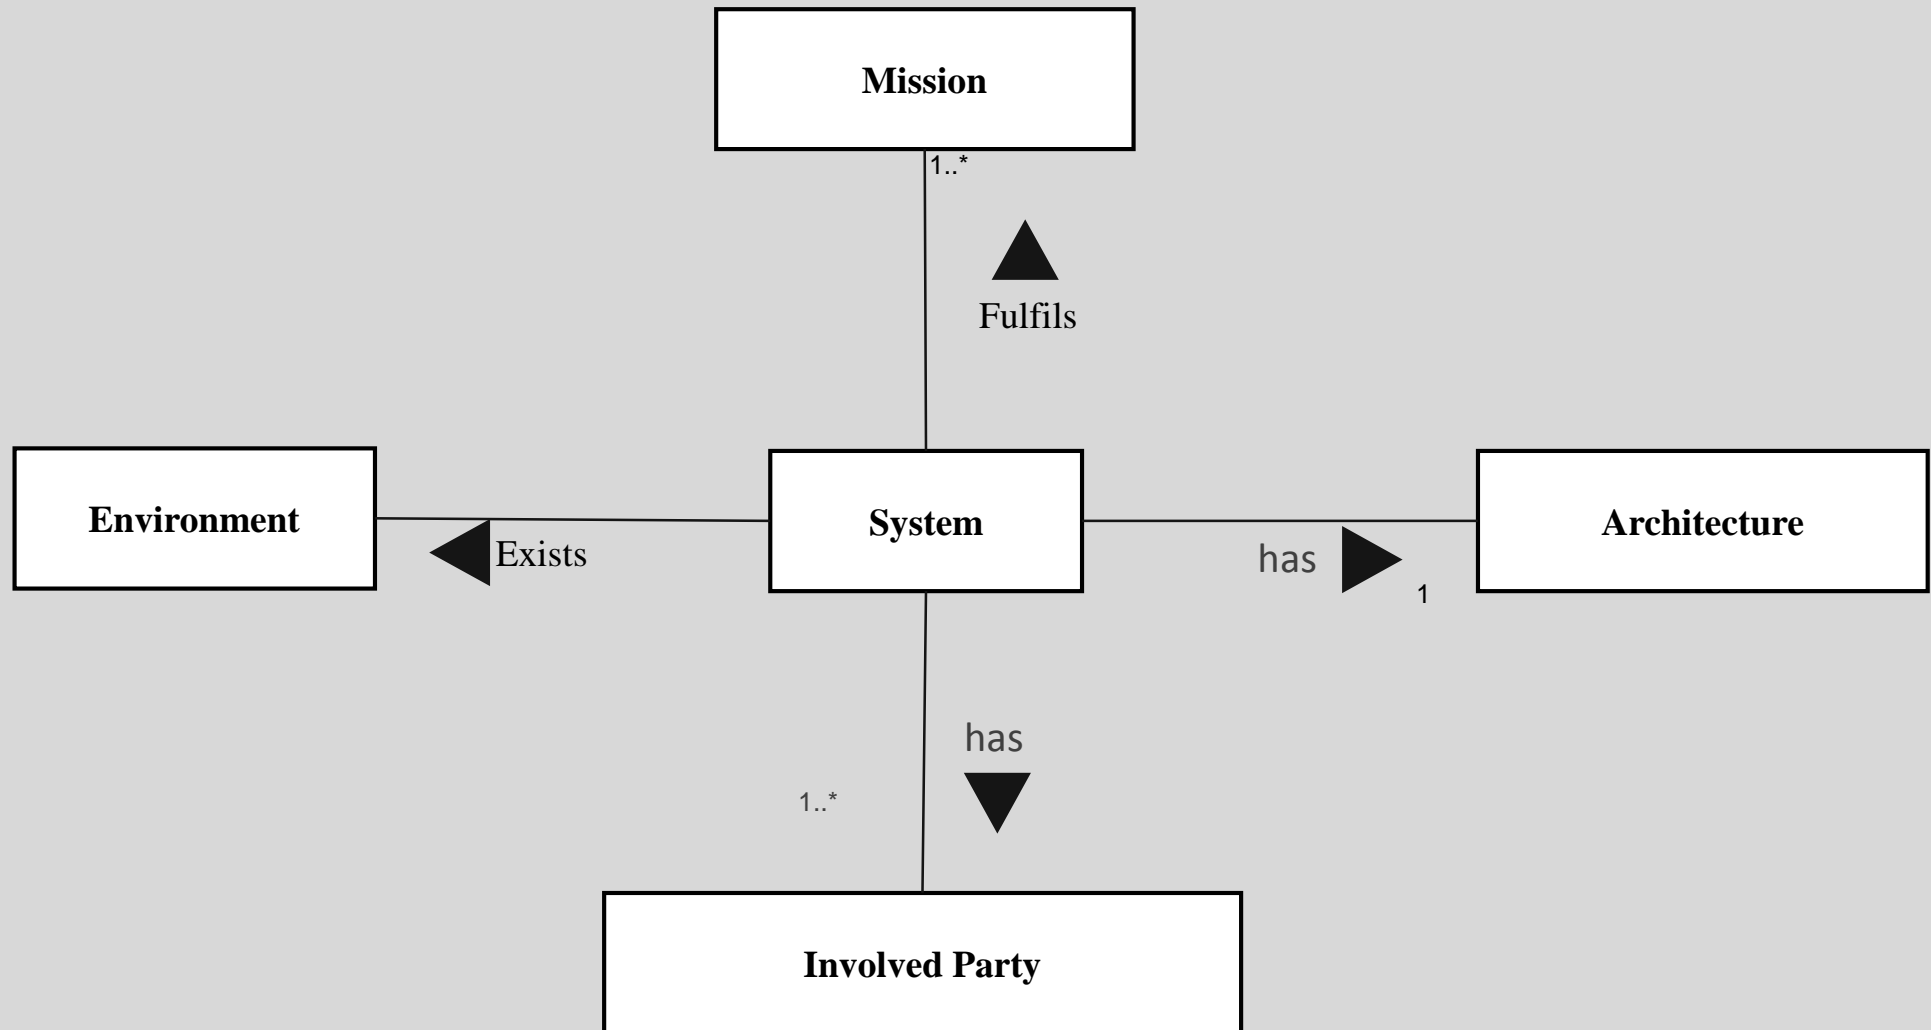 Mission
1..*
Fulfils
Environment
Exists
System
has
1
Architecture
has
1..*
Involved Party